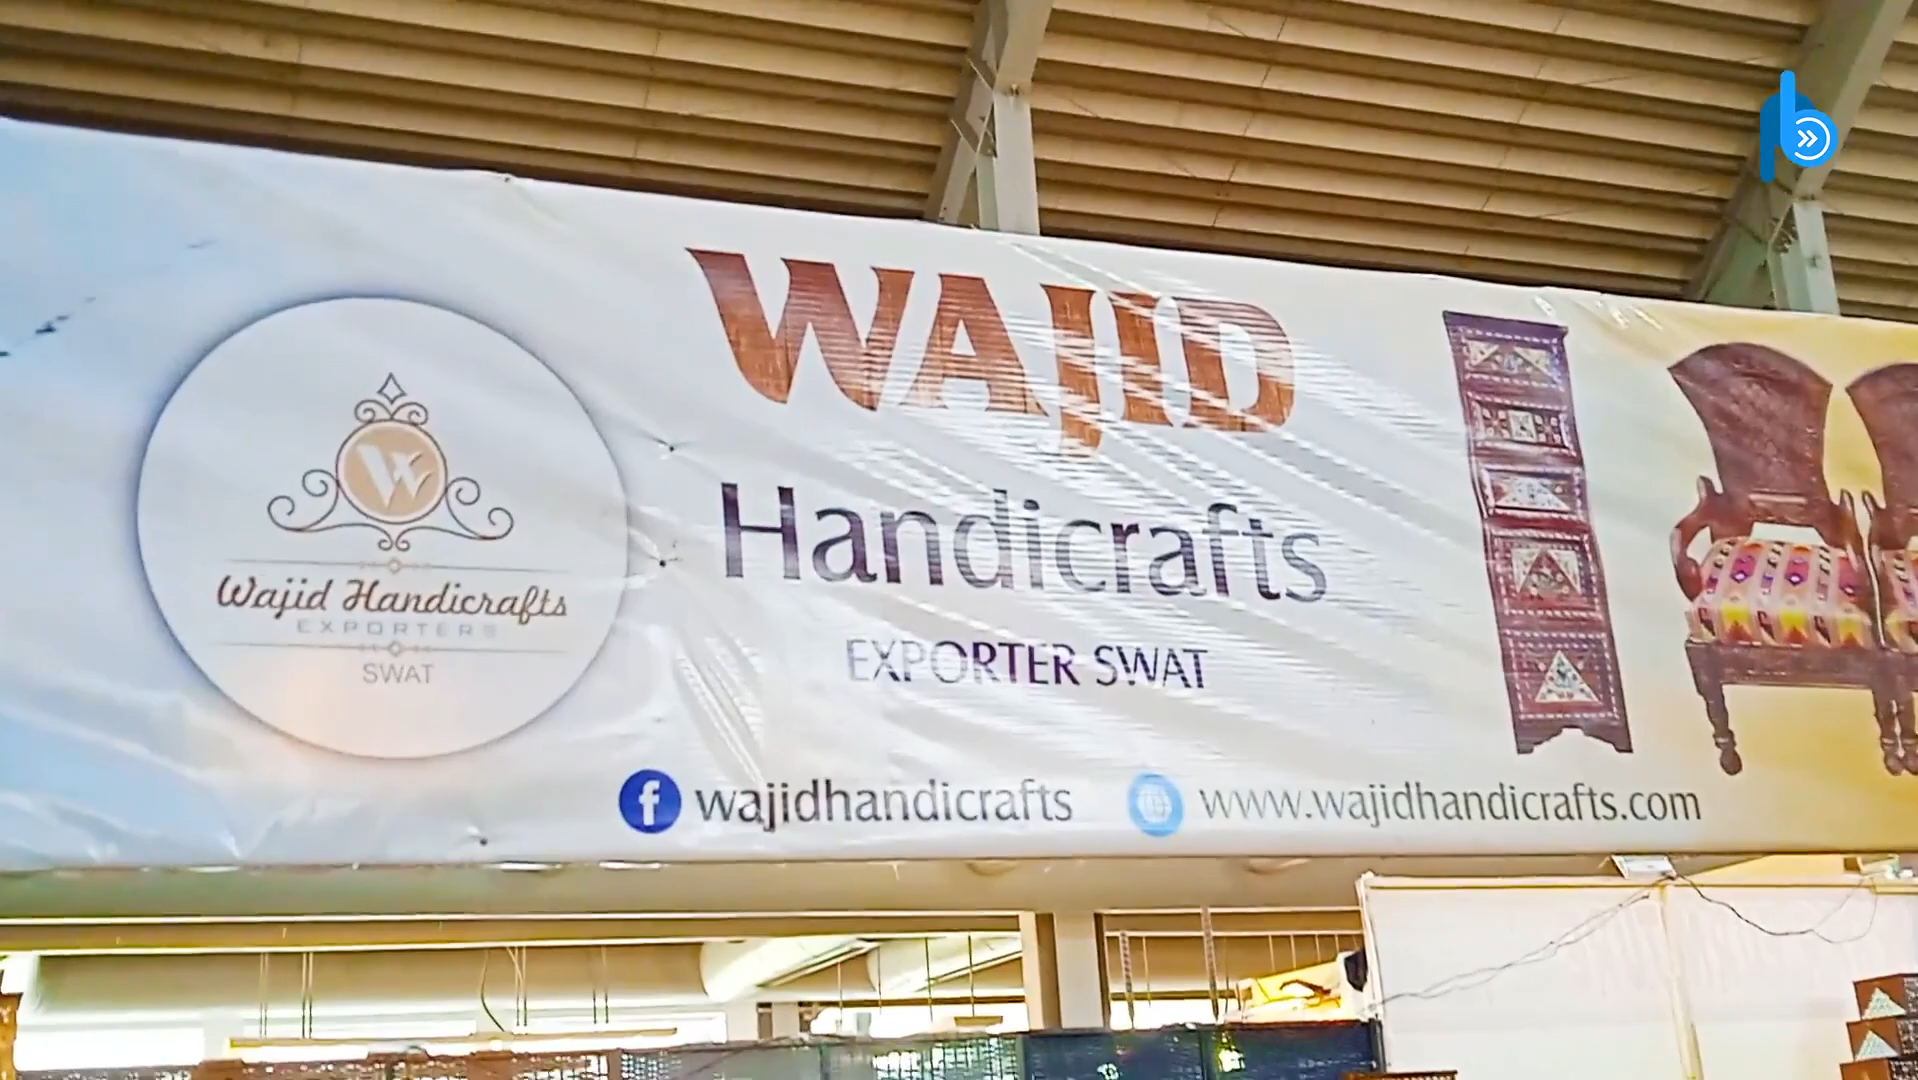 WAJID
Handicrafts
EXPORTER SWAT
W
Wajid Handicrafts
EXPORTERS
SWAT
wajidhandicrafts
www.wajidhandicrafts.com